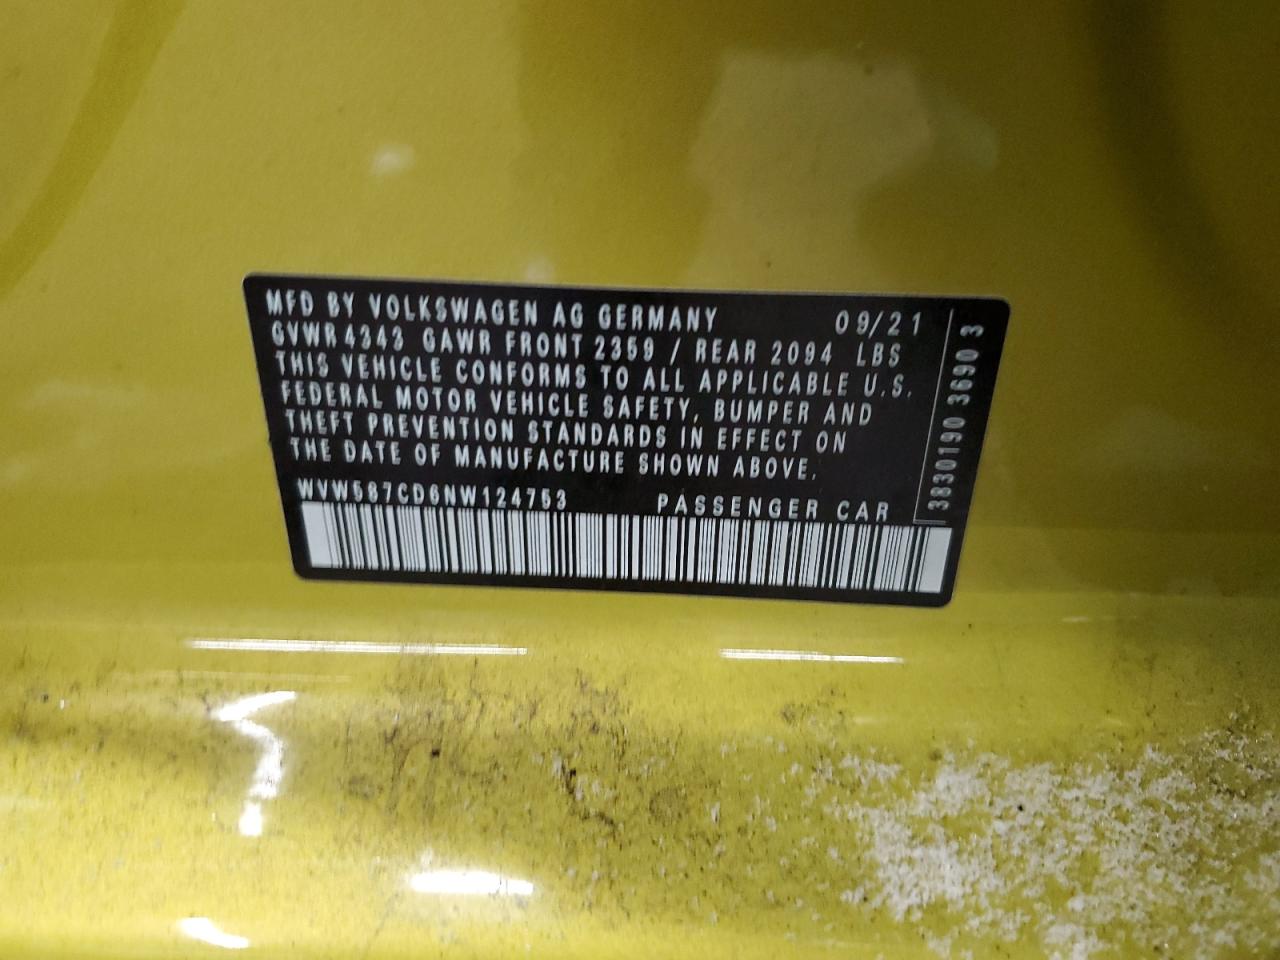 MFD BY VOLKSWAGEN AG GERMANY 09/21
GVWR 4343 GAWR FRONT 2359 / REAR 2094 LBS
THIS VEHICLE CONFORMS TO ALL APPLICABLE U.S.
FEDERAL MOTOR VEHICLE SAFETY, BUMPER AND
THEFT PREVENTION STANDARDS IN EFFECT ON
THE DATE OF MANUFACTURE SHOWN ABOVE.
WVW587CD6NW124753 PASSENGER CAR
3830190 3690 3